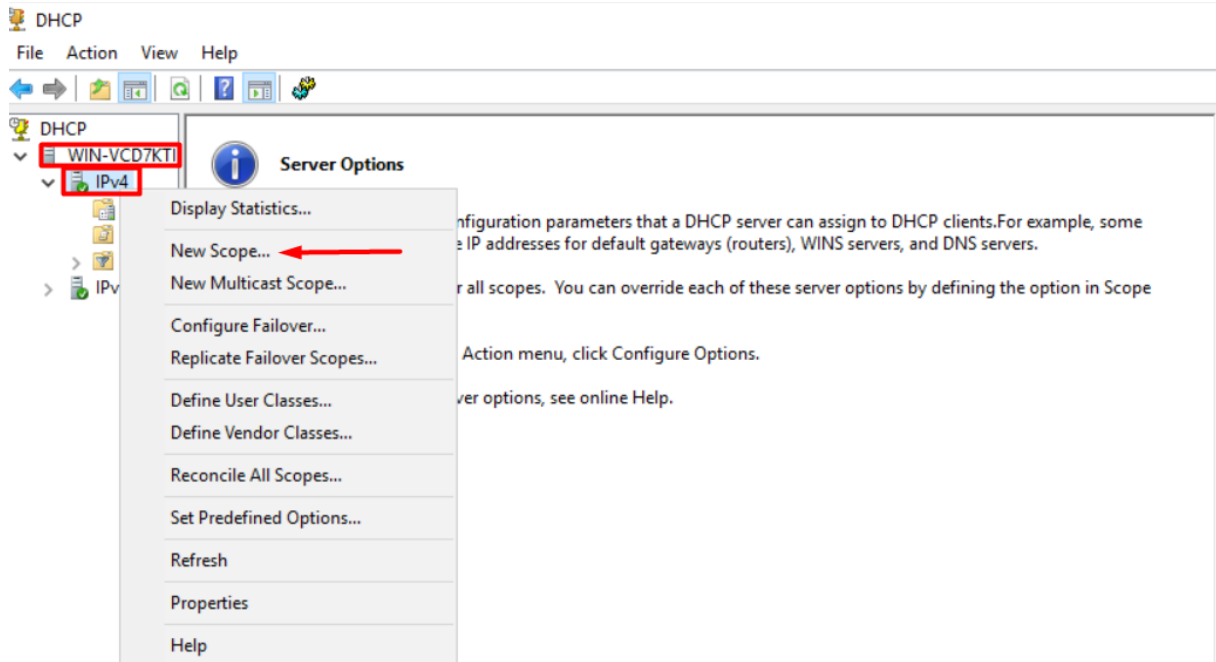 DHCP
File Action View Help
DHCP
WIN-VCD7KTI
IPv4
IPv
Server Options
nfiguration parameters that a DHCP server can assign to DHCP clients.For example, some
e IP addresses for default gateways (routers), WINS servers, and DNS servers.
r all scopes. You can override each of these server options by defining the option in Scope
Action menu, click Configure Options.
ver options, see online Help.
Display Statistics...
New Scope...
New Multicast Scope...
Configure Failover...
Replicate Failover Scopes...
Define User Classes...
Define Vendor Classes...
Reconcile All Scopes...
Set Predefined Options...
Refresh
Properties
Help